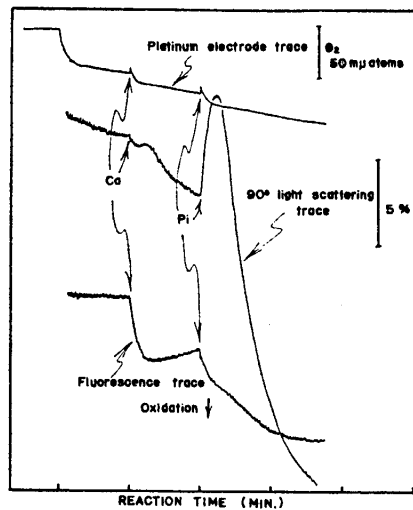 Platinum electrode trace
O₂
50 mµ atoms
Ca
Pi
90° light scattering
trace
5 %
Fluorescence trace
Oxidation
REACTION TIME (MIN.)